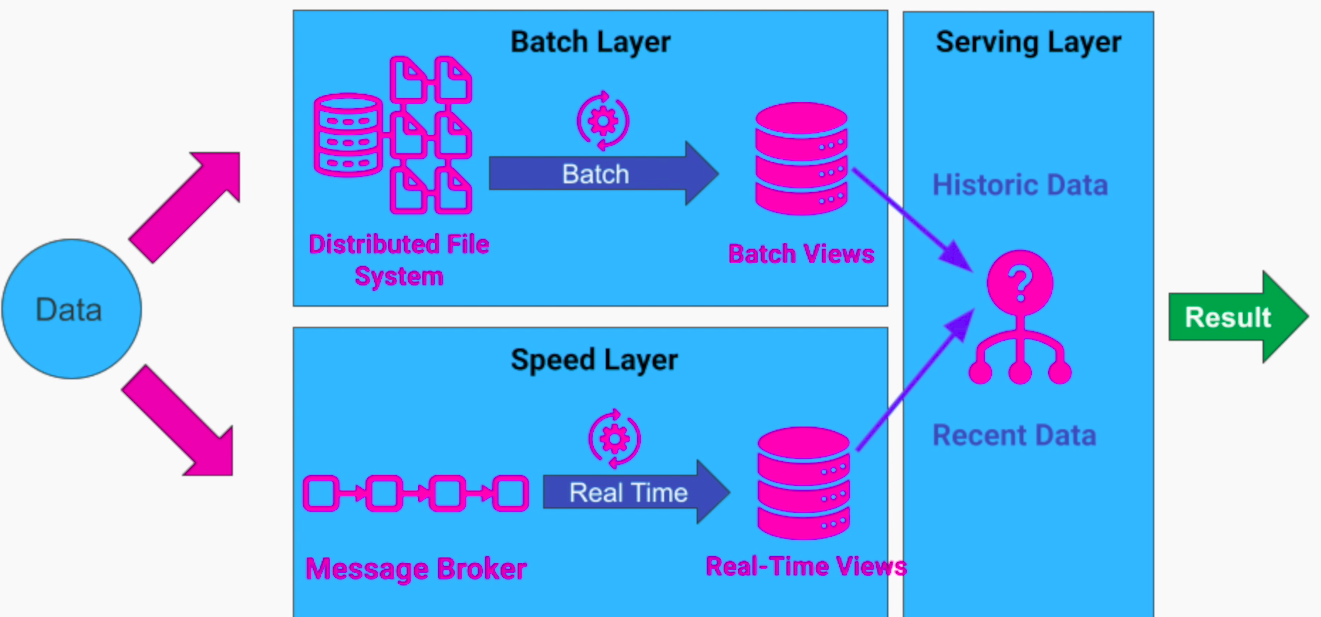 Data
Batch Layer
Batch
Distributed File
System
Batch Views
Speed Layer
Real Time
Message Broker
Real-Time Views
Serving Layer
Historic Data
?
Recent Data
Result